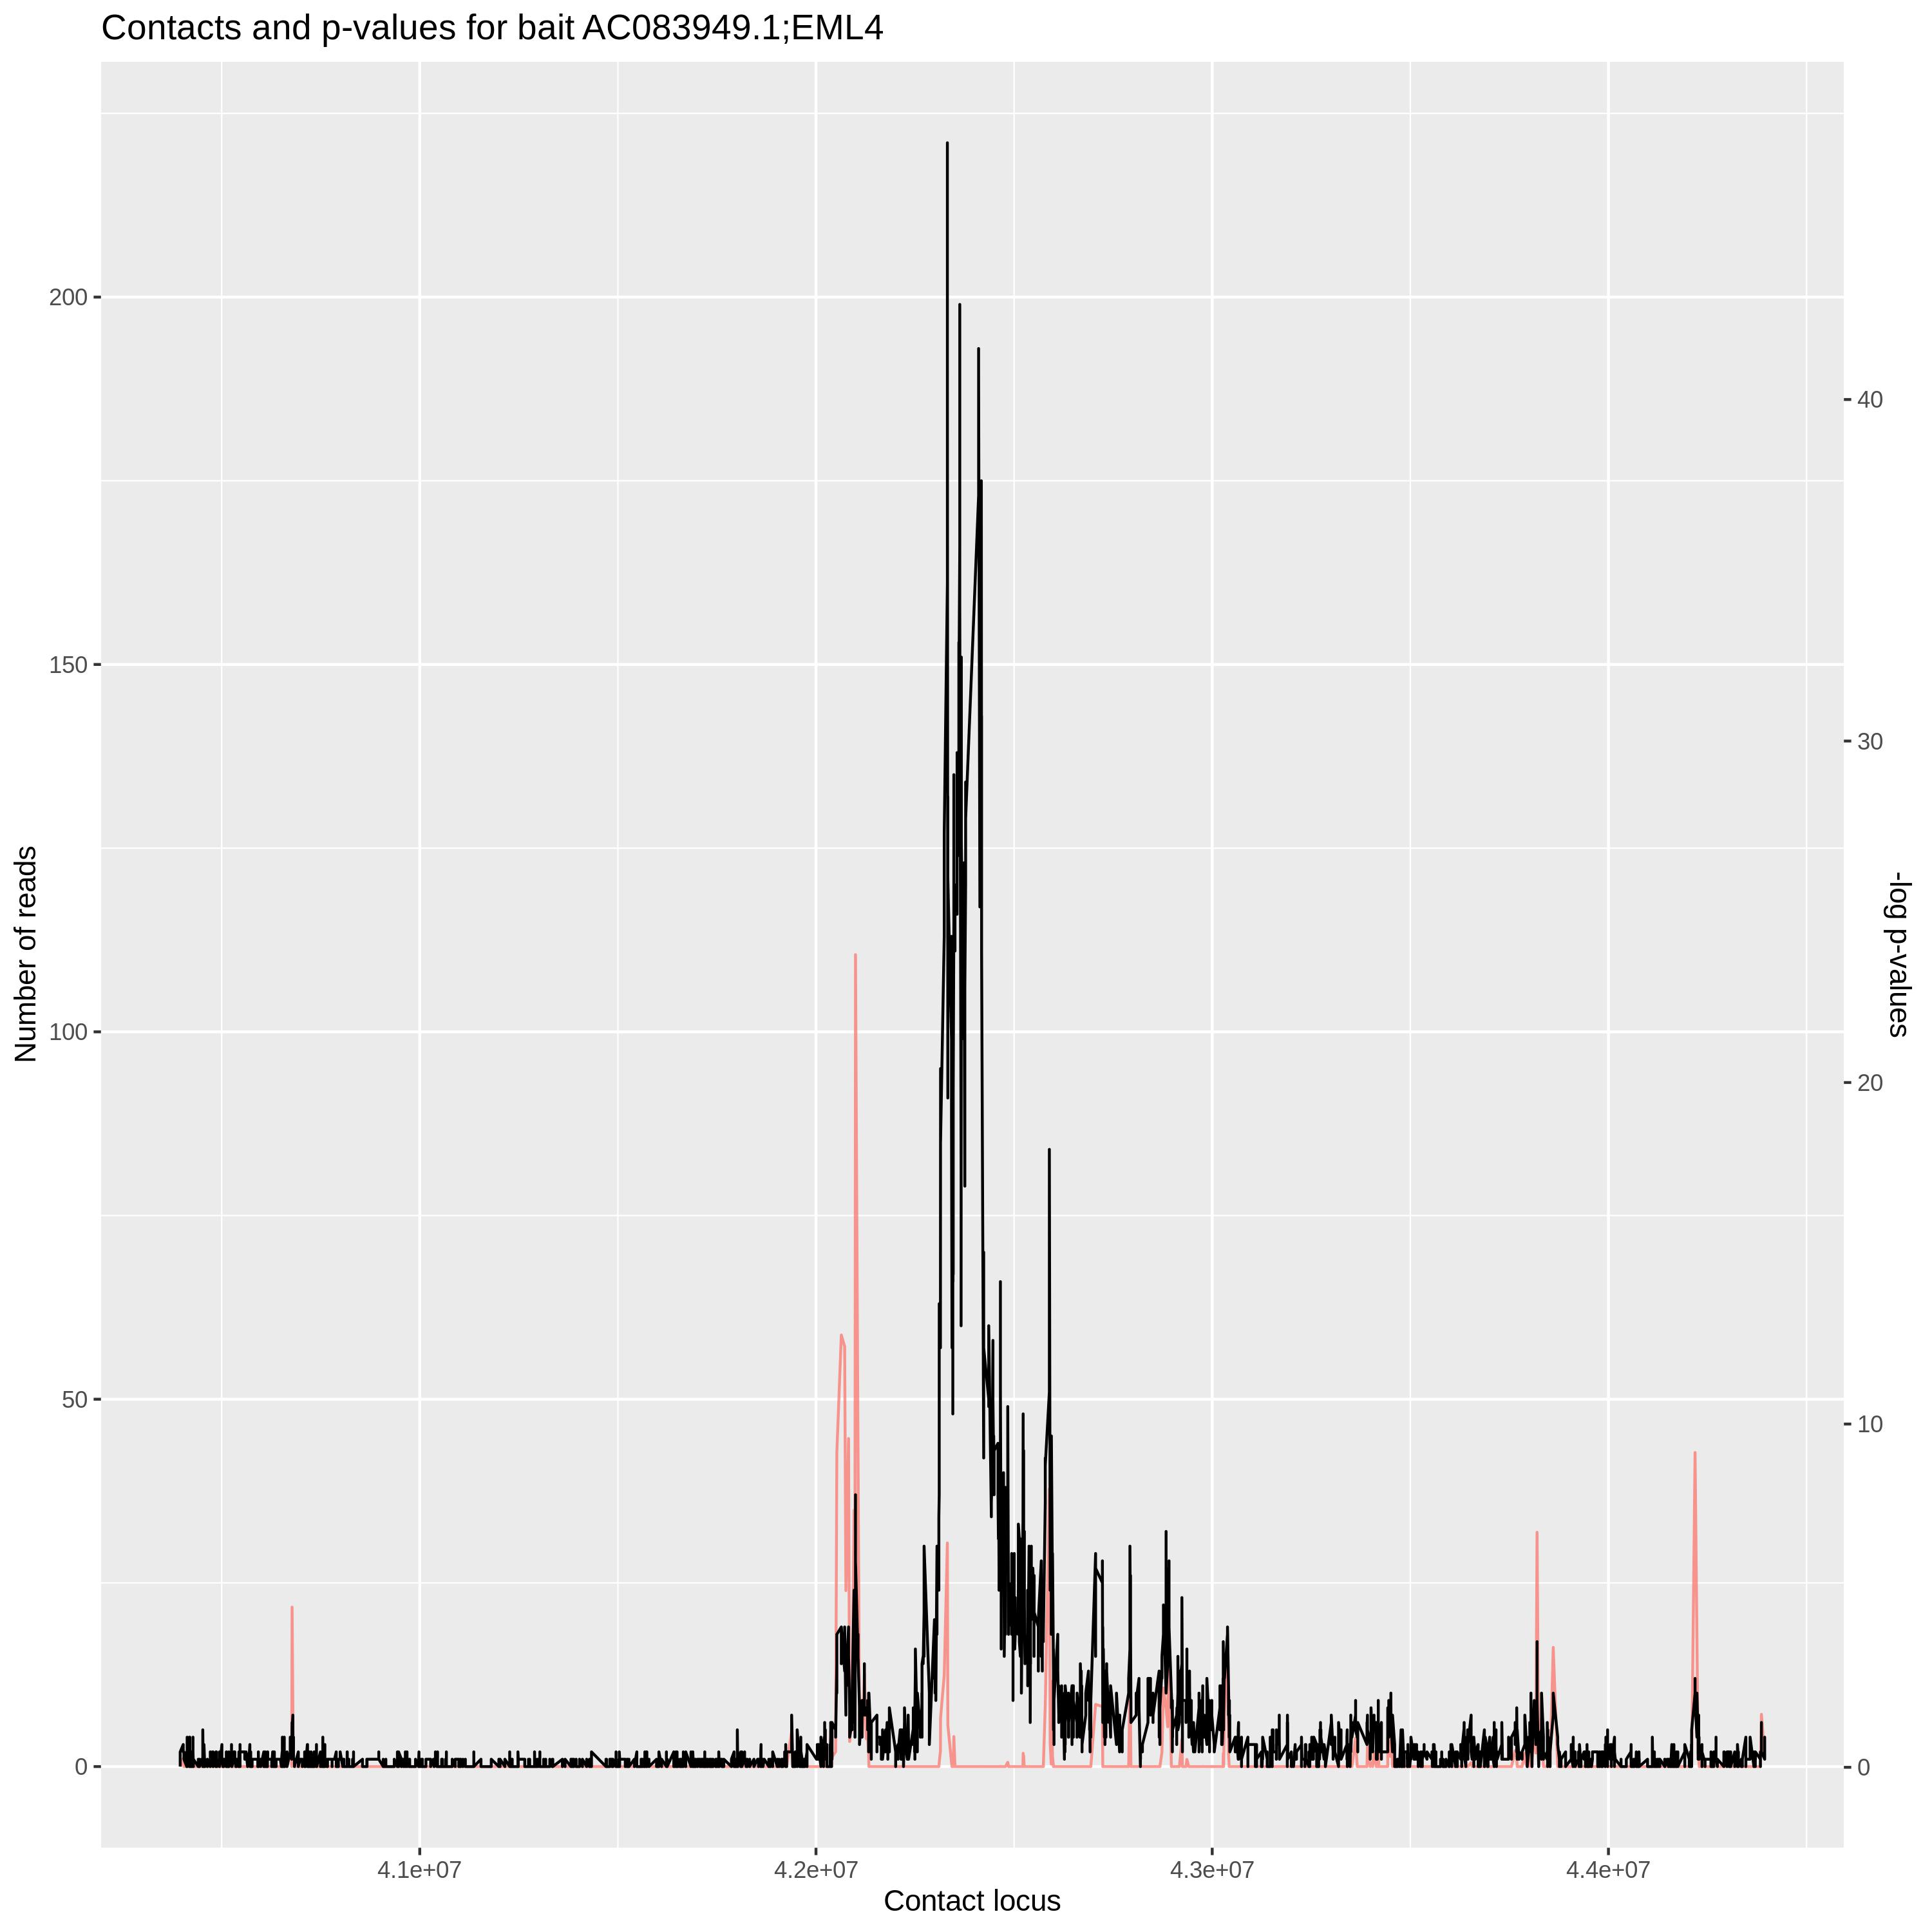 Contacts and p-values for bait AC083949.1;EML4
200
150
100
50
0
Number of reads
40
30
20
10
0
-log p-values
4.1e+07
4.2e+07
4.3e+07
4.4e+07
Contact locus